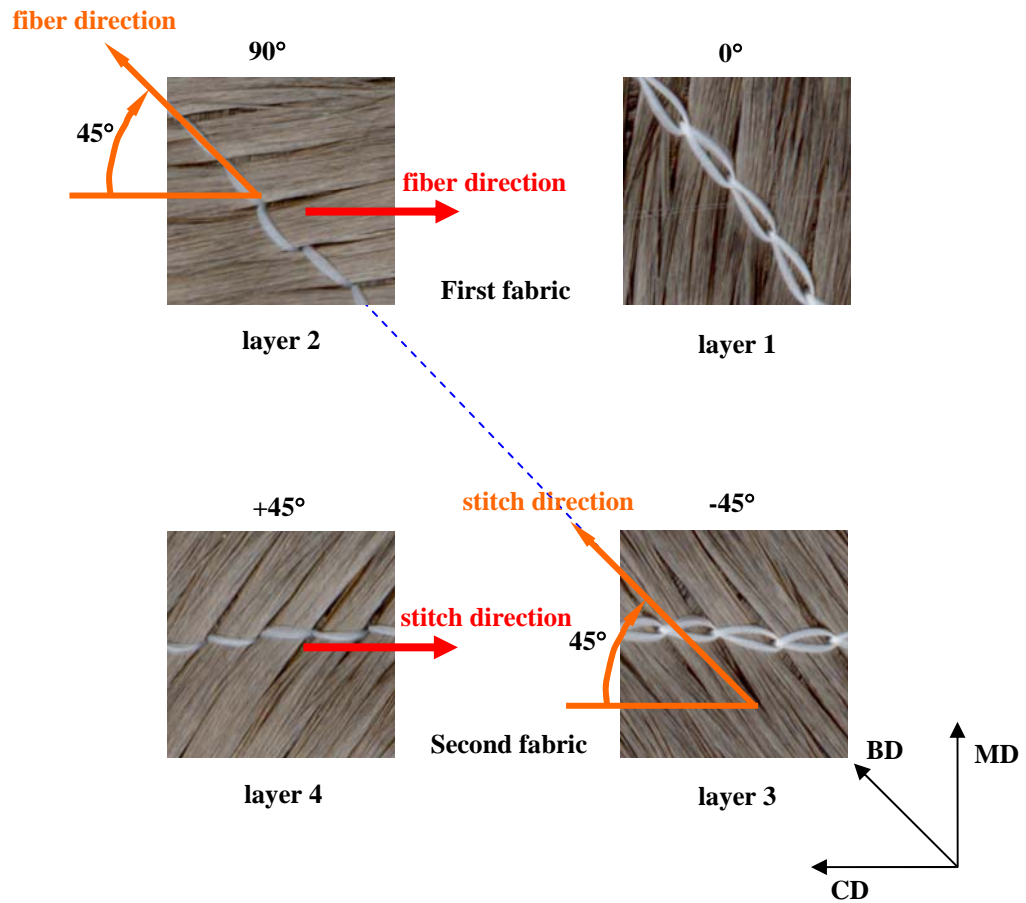 fiber direction
90°
0°
45°
fiber direction
First fabric
layer 2
layer 1
stitch direction
+45°
-45°
stitch direction
45°
Second fabric
BD
MD
layer 4
layer 3
CD